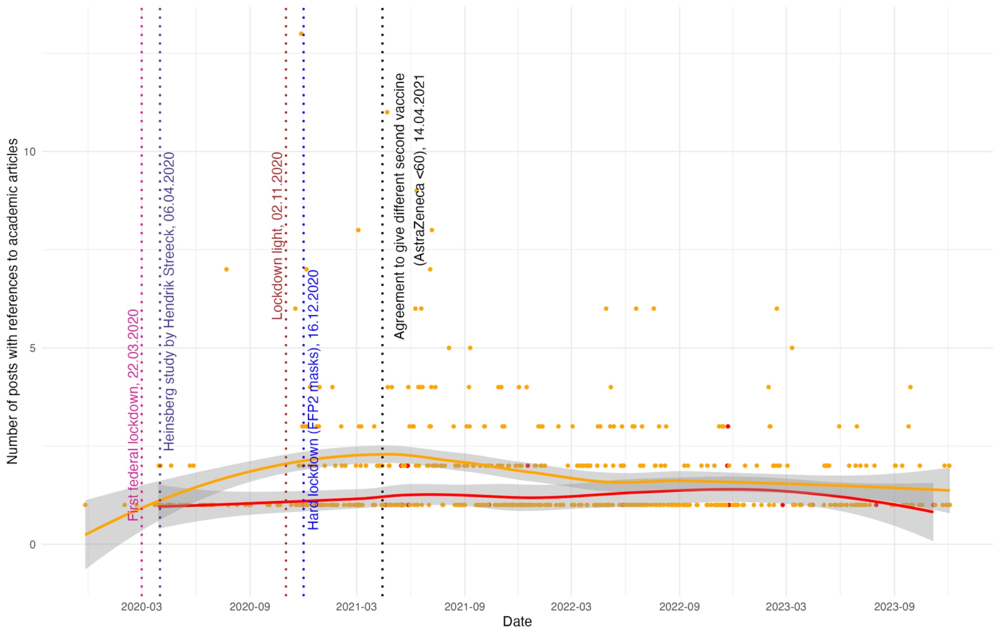 Number of posts with references to academic articles
10
5
0
First federal lockdown, 22.03.2020
Heinsberg study by Hendrik Streeck, 06.04.2020
Lockdown light, 02.11.2020
Hard lockdown (FFP2 masks), 16.12.2020
Agreement to give different second vaccine
(AstraZeneca <60), 14.04.2021
2020-03
2020-09
2021-03
2021-09
2022-03
2022-09
2023-03
2023-09
Date